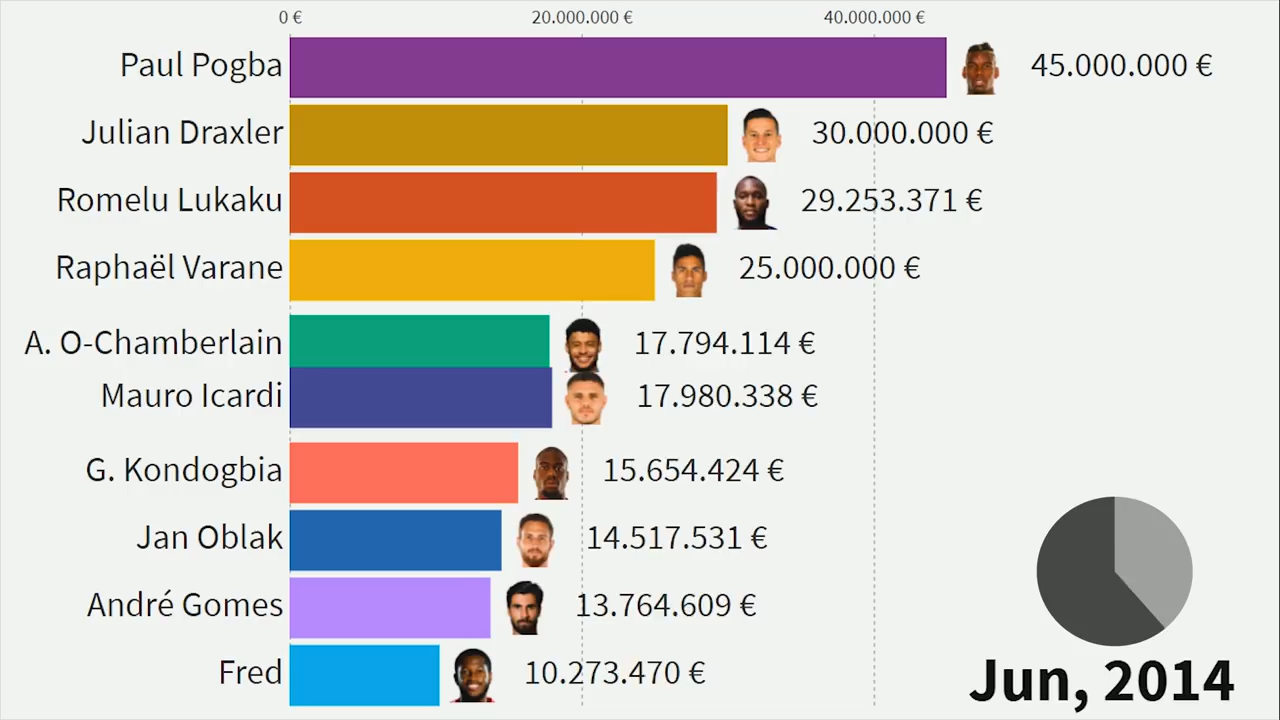 0 € 20.000.000 € 40.000.000 €
Paul Pogba 45.000.000 €
Julian Draxler 30.000.000 €
Romelu Lukaku 29.253.371 €
Raphaël Varane 25.000.000 €
A. O-Chamberlain 17.794.114 €
Mauro Icardi 17.980.338 €
G. Kondogbia 15.654.424 €
Jan Oblak 14.517.531 €
André Gomes 13.764.609 €
Fred 10.273.470 €
Jun, 2014